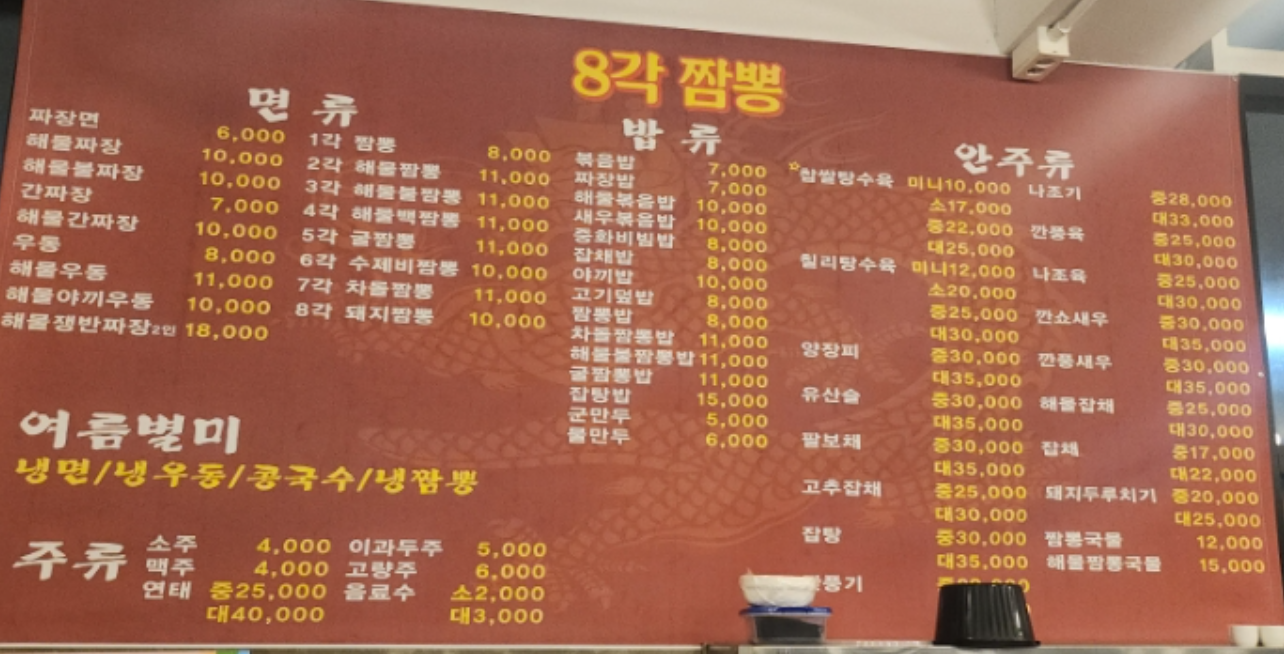 8각 짬뽕
면 류
짜장면 6,000
해물짜장 10,000
해물불짜장 10,000
간짜장 7,000
해물간짜장 10,000
우동 8,000
해물우동 11,000
해물야끼우동 10,000
해물쟁반짜장2인 18,000
1각 짬뽕 8,000
2각 해물짬뽕 11,000
3각 해물불짬뽕 11,000
4각 해물백짬뽕 11,000
5각 굴짬뽕 11,000
6각 수제비짬뽕 10,000
7각 차돌짬뽕 11,000
8각 돼지짬뽕 10,000
밥 류
볶음밥 7,000
짜장밥 7,000
해물볶음밥 10,000
새우볶음밥 10,000
중화비빔밥 8,000
잡채밥 8,000
야끼밥 10,000
고기덮밥 8,000
짬뽕밥 8,000
차돌짬뽕밥 11,000
해물불짬뽕밥 11,000
굴짬뽕밥 11,000
잡탕밥 15,000
군만두 5,000
물만두 6,000
안주류
☆찹쌀탕수육 미니10,000
소17,000
중22,000
대25,000
칠리탕수육 미니12,000
소20,000
중25,000
대30,000
양장피 중30,000
대35,000
유산슬 중30,000
대35,000
팔보채 중30,000
대35,000
고추잡채 중25,000
대30,000
잡탕 중30,000
대35,000
나조기 중28,000
대33,000
깐풍육 중25,000
대30,000
나조육 중25,000
대30,000
깐쇼새우 중30,000
대35,000
깐풍새우 중30,000
대35,000
해물잡채 중25,000
대30,000
잡채 중17,000
대22,000
돼지두루치기 중20,000
대25,000
짬뽕국물 12,000
해물짬뽕국물 15,000
여름별미
냉면/냉우동/콩국수/냉짬뽕
주류
소주 4,000
맥주 4,000
연태 중25,000
대40,000
이과두주 5,000
고량주 6,000
음료수 소2,000
대3,000